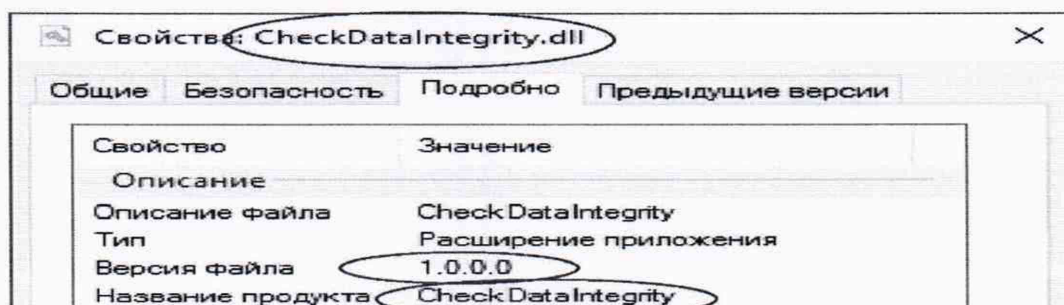 Свойства: CheckDataIntegrity.dll
Общие Безопасность Подробно Предыдущие версии
Свойство Значение
Описание
Описание файла CheckDataIntegrity
Тип Расширение приложения
Версия файла 1.0.0.0
Название продукта CheckDataIntegrity